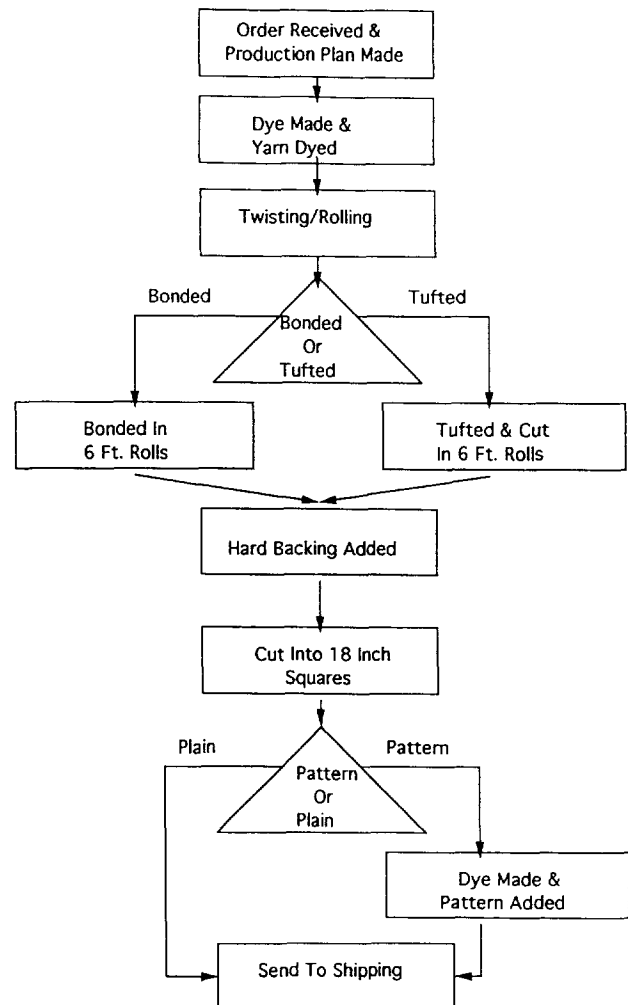 Order Received &
Production Plan Made
Dye Made &
Yarn Dyed
Twisting/Rolling
Bonded
Tufted
Bonded
Or
Tufted
Bonded In
6 Ft. Rolls
Tufted & Cut
In 6 Ft. Rolls
Hard Backing Added
Cut Into 18 Inch
Squares
Plain
Pattern
Pattern
Or
Plain
Dye Made &
Pattern Added
Send To Shipping